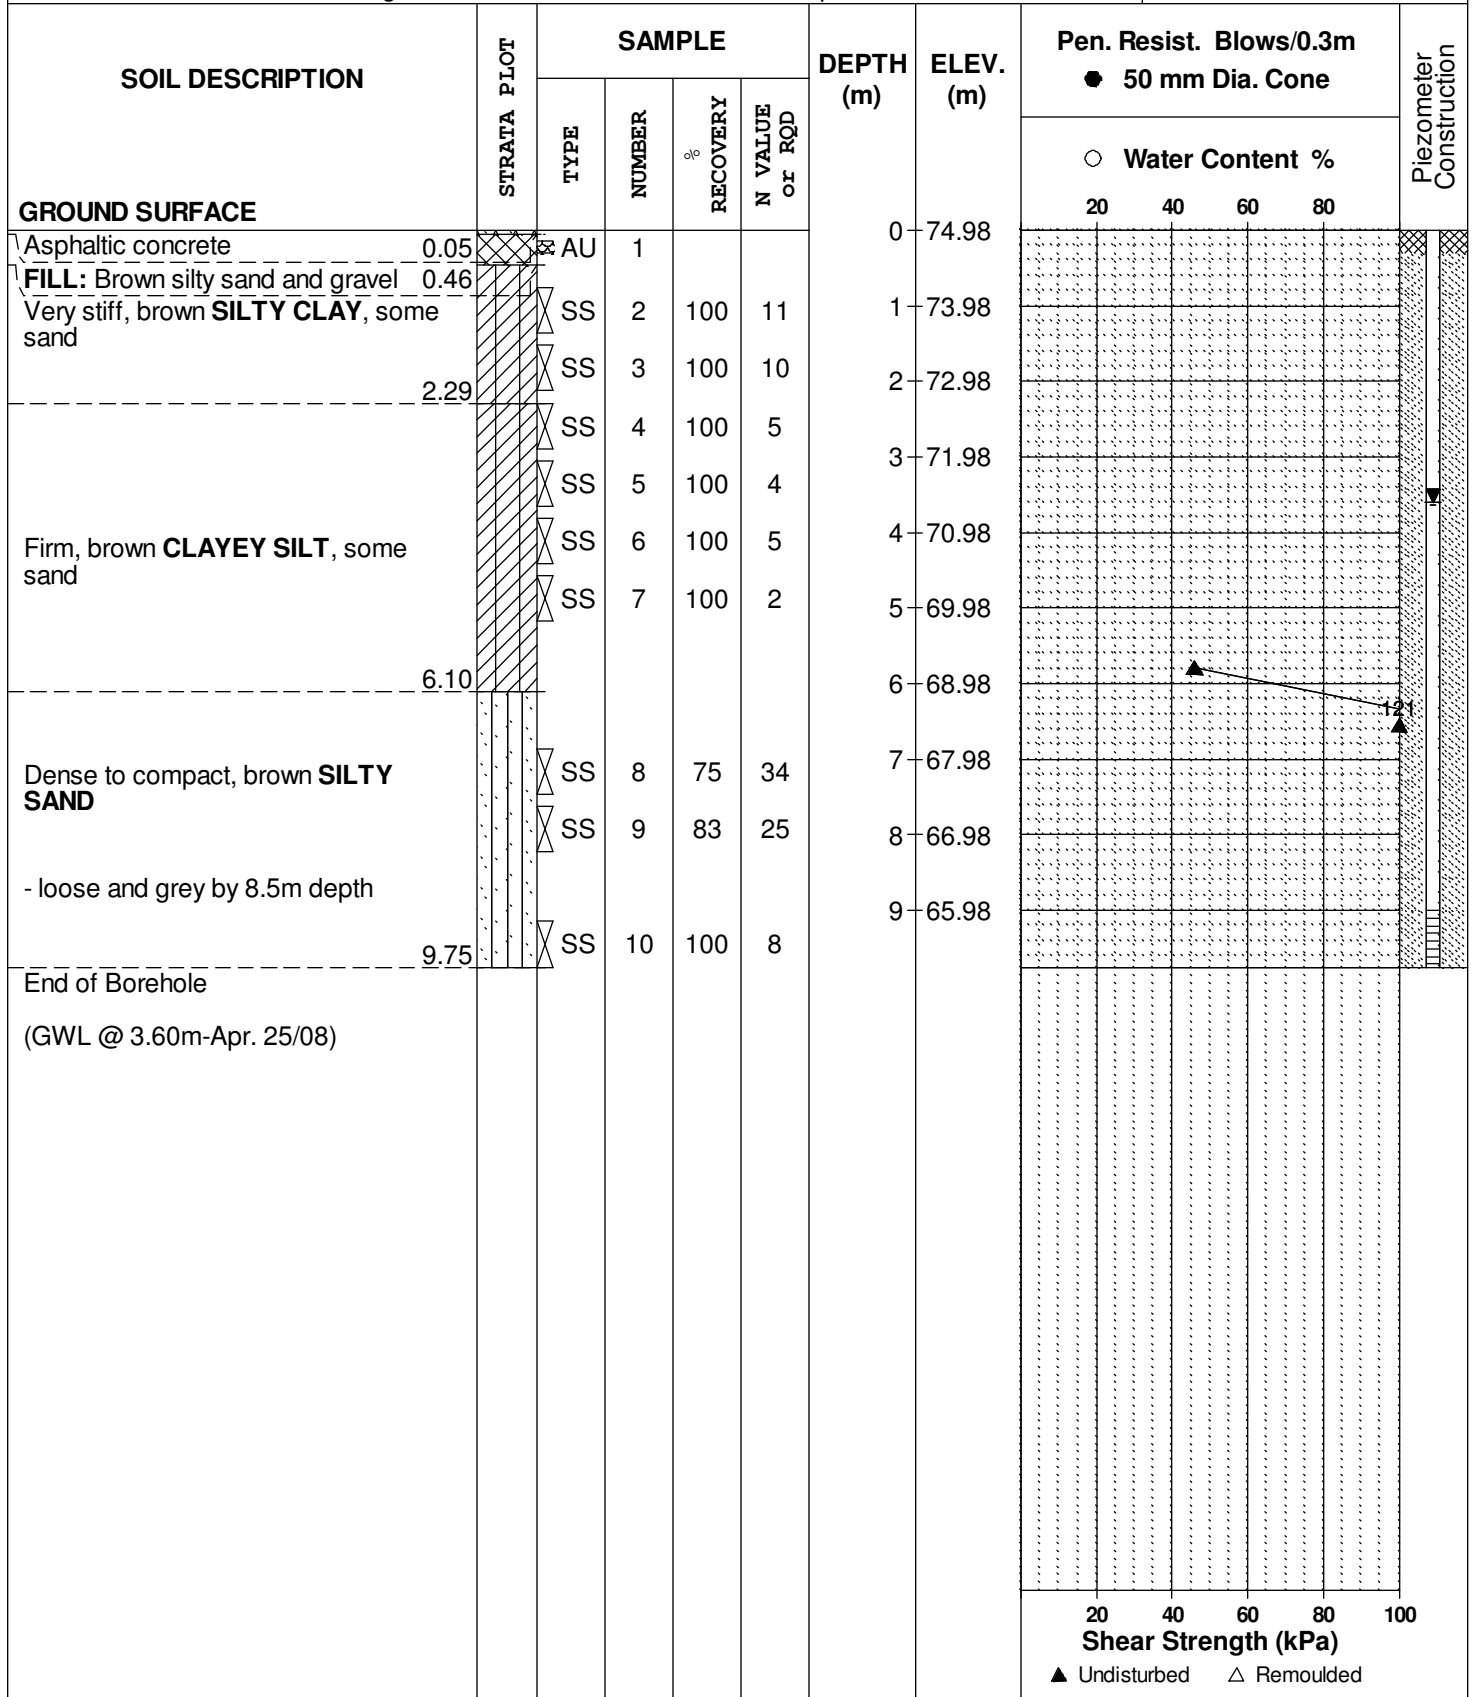 SOIL DESCRIPTION
STRATA PLOT
SAMPLE
TYPE
NUMBER
% RECOVERY
N VALUE or RQD
DEPTH (m)
ELEV. (m)
Pen. Resist. Blows/0.3m
● 50 mm Dia. Cone
○ Water Content %
20 40 60 80
Piezometer Construction
GROUND SURFACE
0 74.98
Asphaltic concrete 0.05 AU 1
FILL: Brown silty sand and gravel 0.46
Very stiff, brown SILTY CLAY, some
sand
SS 2 100 11
1 73.98
SS 3 100 10
2 72.98
2.29
SS 4 100 5
3 71.98
SS 5 100 4
Firm, brown CLAYEY SILT, some
sand
4 70.98
SS 6 100 5
SS 7 100 2
5 69.98
6.10
6 68.98
121
Dense to compact, brown SILTY
SAND
7 67.98
SS 8 75 34
SS 9 83 25
8 66.98
- loose and grey by 8.5m depth
9 65.98
9.75 SS 10 100 8
End of Borehole
(GWL @ 3.60m-Apr. 25/08)
20 40 60 80 100
Shear Strength (kPa)
▲ Undisturbed △ Remoulded